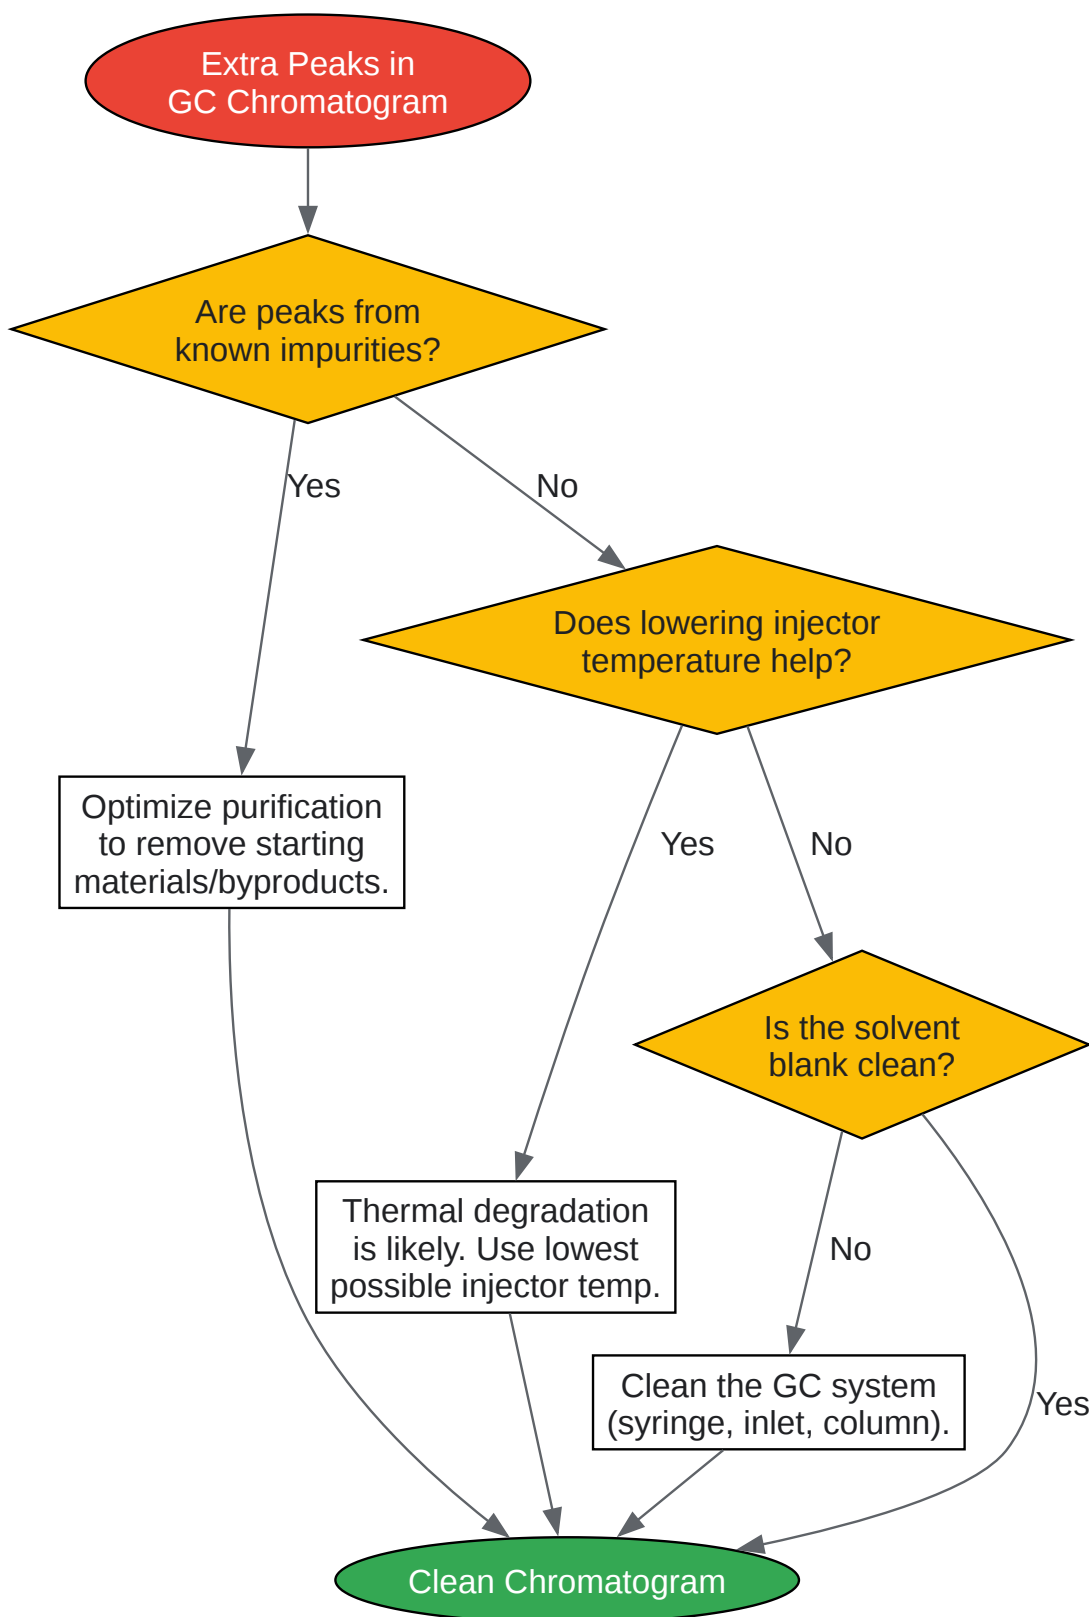 Extra Peaks in
GC Chromatogram
Are peaks from
known impurities?
Yes
No
Does lowering injector
temperature help?
Optimize purification
to remove starting
materials/byproducts.
Yes
No
Is the solvent
blank clean?
Thermal degradation
is likely. Use lowest
possible injector temp.
No
Clean the GC system
(syringe, inlet, column).
Yes
Clean Chromatogram